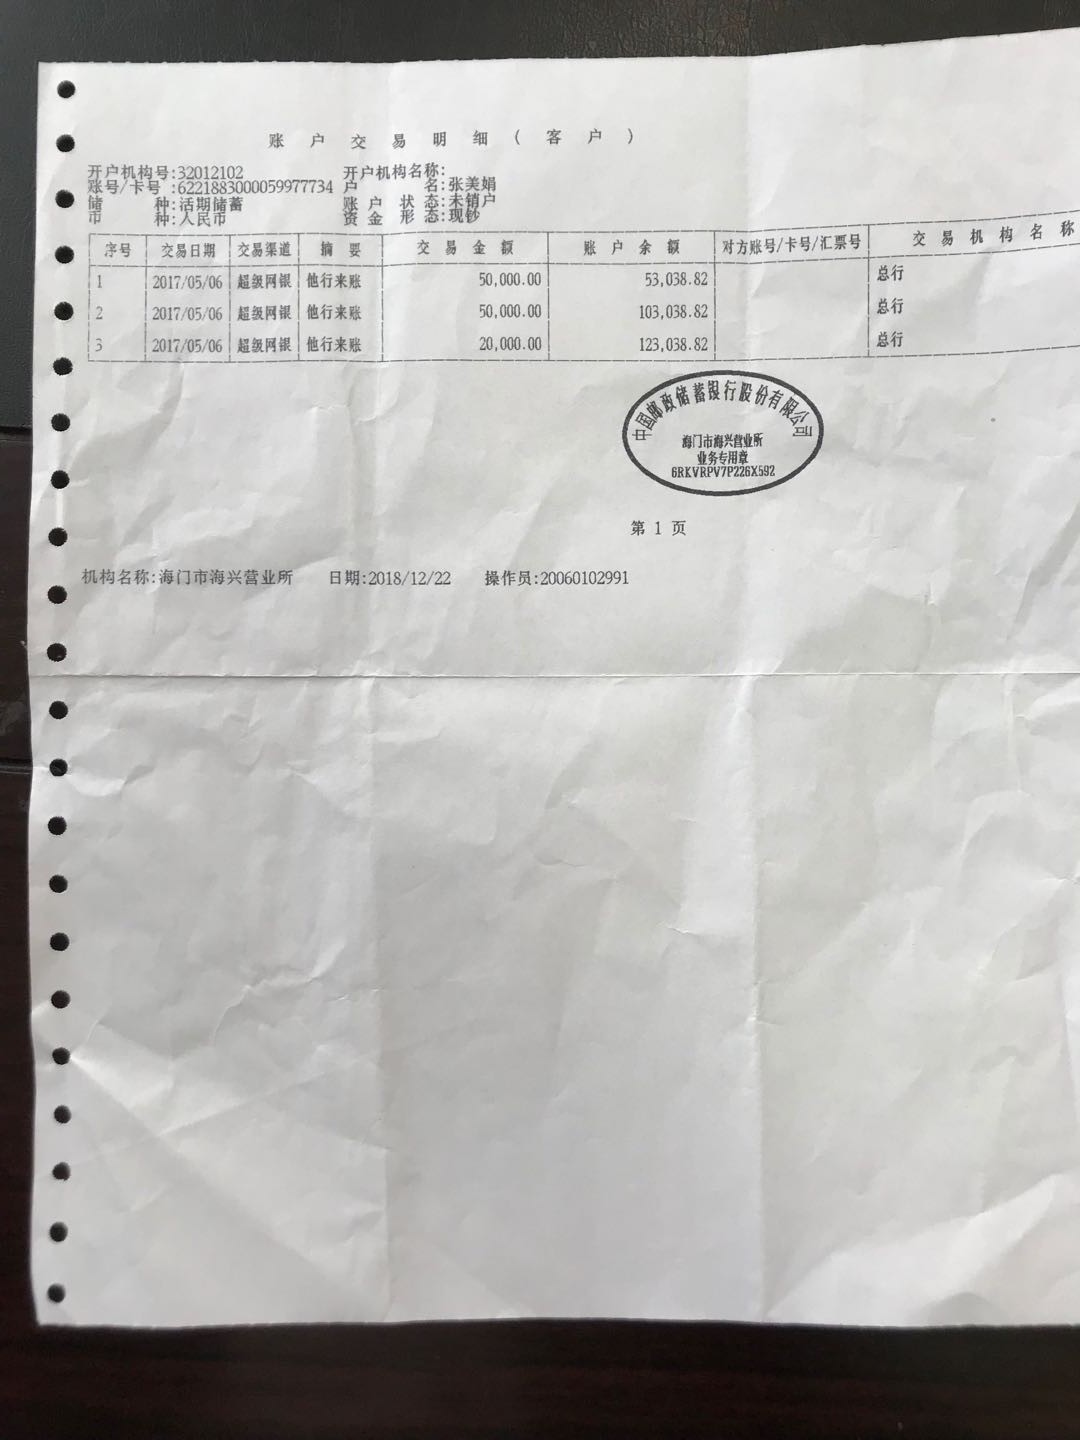 账户交易明细(客户)
开户机构号:32012102 开户机构名称:
账号/卡号:6221883000059977734 户名:张美娟
储种:活期储蓄 账户状态:未销户
币种:人民币 资金形态:现钞
序号 交易日期 交易渠道 摘要 交易金额 账户余额 对方账号/卡号/汇票号 交易机构名称
1 2017/05/06 超级网银 他行来账 50,000.00 53,038.82 总行
2 2017/05/06 超级网银 他行来账 50,000.00 103,038.82 总行
3 2017/05/06 超级网银 他行来账 20,000.00 123,038.82 总行
中国邮政储蓄银行股份有限公司
海门市海兴营业所
业务专用章
6RKVRPV7P226X592
第 1 页
机构名称:海门市海兴营业所 日期:2018/12/22 操作员:20060102991